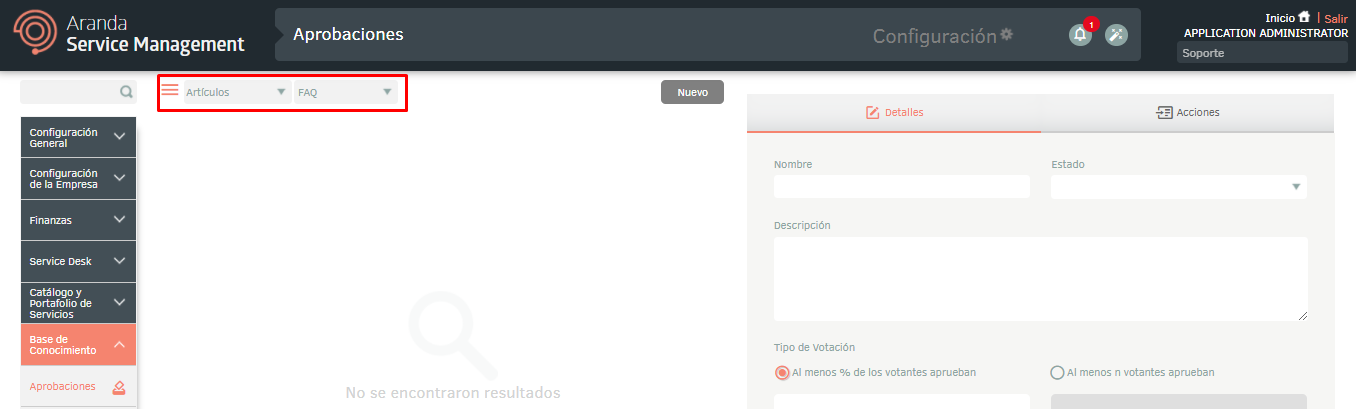 Aranda
Service Management
Aprobaciones
Configuración
1
Inicio | Salir
APPLICATION ADMINISTRATOR
Soporte
Artículos
FAQ
Nuevo
Configuración
General
Configuración
de la Empresa
Finanzas
Service Desk
Catálogo y
Portafolio de
Servicios
Base de
Conocimiento
Aprobaciones
No se encontraron resultados
Detalles
Acciones
Nombre
Estado
Descripción
Tipo de Votación
Al menos % de los votantes aprueban
Al menos n votantes aprueban